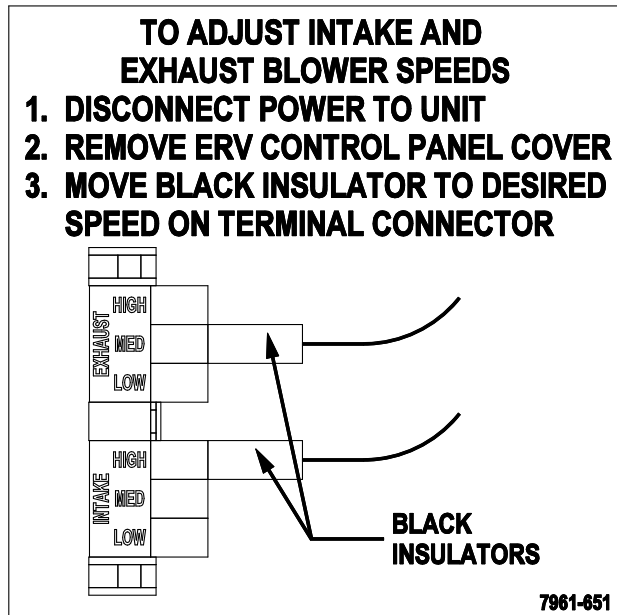 TO ADJUST INTAKE AND
EXHAUST BLOWER SPEEDS
1. DISCONNECT POWER TO UNIT
2. REMOVE ERV CONTROL PANEL COVER
3. MOVE BLACK INSULATOR TO DESIRED
SPEED ON TERMINAL CONNECTOR
EXHAUST
HIGH
MED
LOW
INTAKE
HIGH
MED
LOW
BLACK
INSULATORS
7961-651